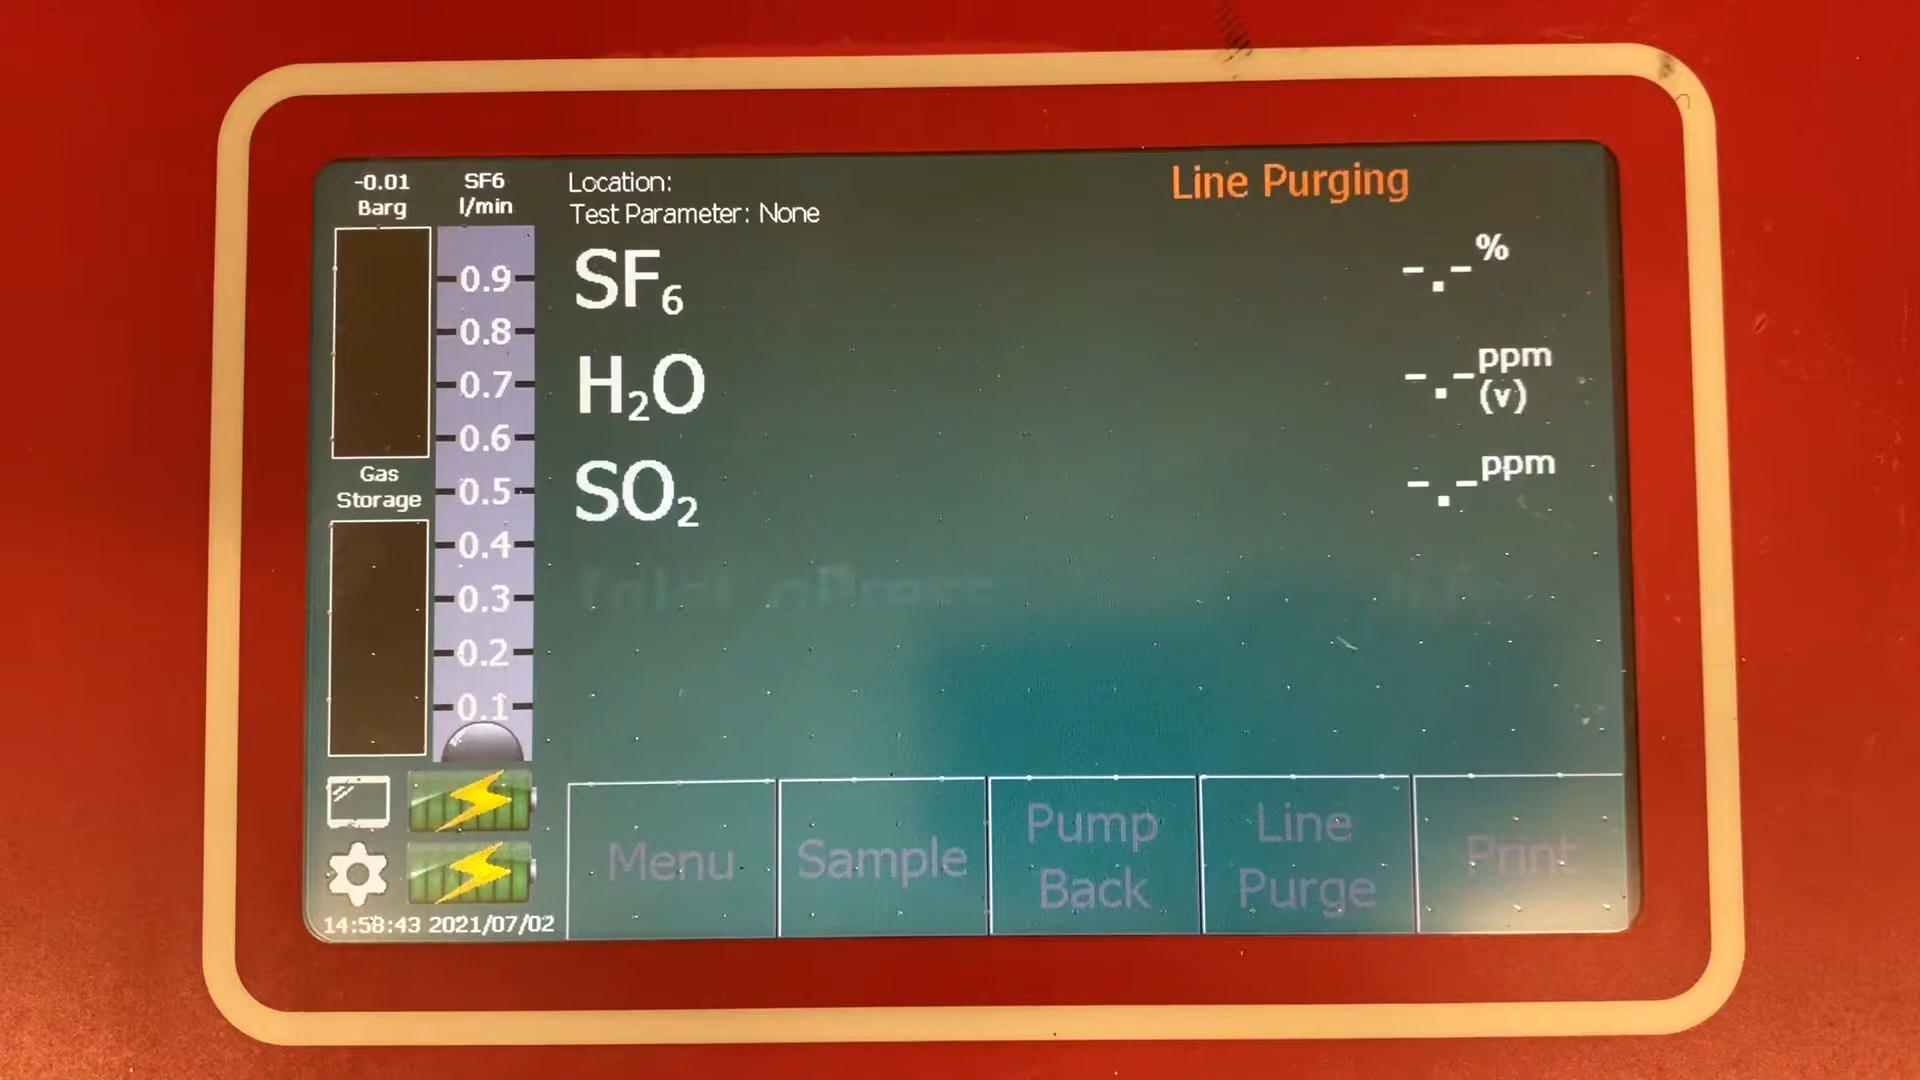 -0.01
Barg
SF6
l/min
Location:
Test Parameter: None
Line Purging
SF₆
-.- %
H₂O
-.- ppm
(v)
SO₂
-.- ppm
0.9
0.8
0.7
0.6
0.5
0.4
0.3
0.2
0.1
Gas
Storage
Menu
Sample
Pump
Back
Line
Purge
Print
14:58:43 2021/07/02